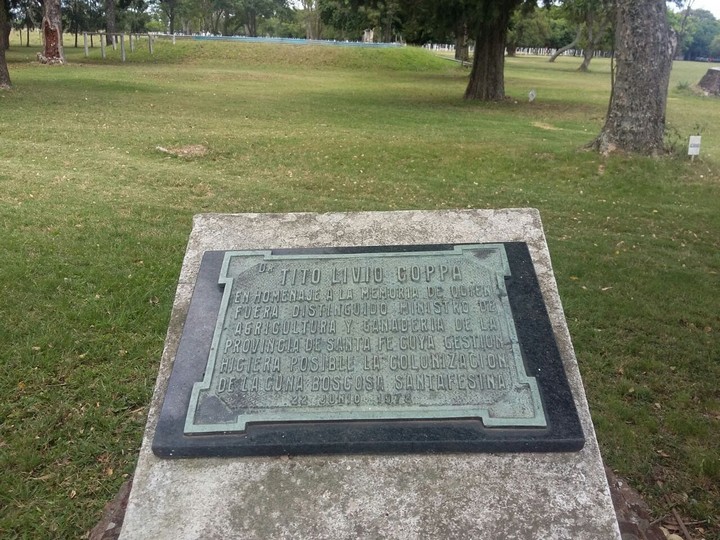 Dr TITO LIVIO COPPA
EN HOMENAJE A LA MEMORIA DE QUIEN
FUERA DISTINGUIDO MINISTRO DE
AGRICULTURA Y GANADERIA DE LA
PROVINCIA DE SANTA FE CUYA GESTION
HICIERA POSIBLE LA COLONIZACION
DE LA CUÑA BOSCOSA SANTAFESINA
22 JUNIO